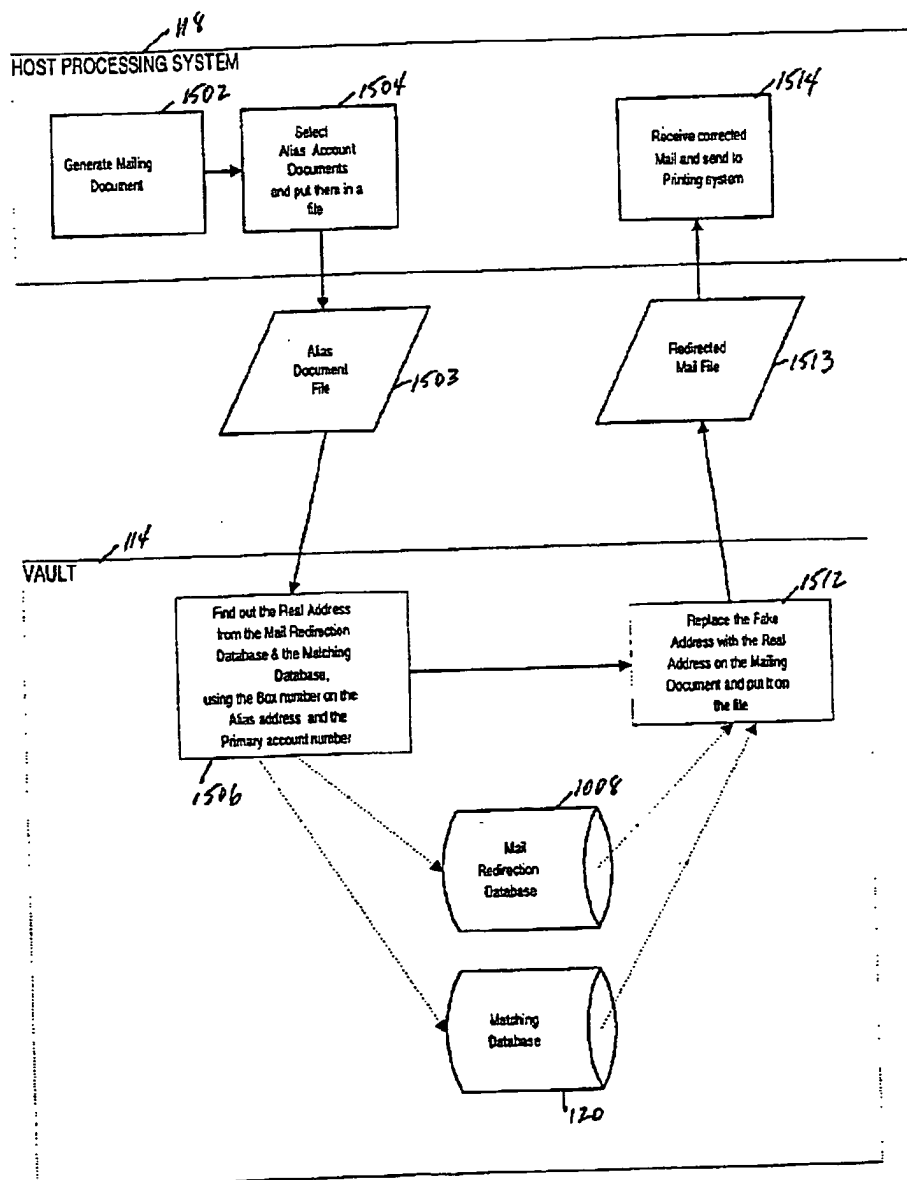 118
HOST PROCESSING SYSTEM
1502
Generate Mailing
Document
1504
Select
Alias Account
Documents
and put them in a
file
1514
Receive corrected
Mail and send to
Printing system
Alias
Document
File
1503
Redirected
Mail File
1513
114
VAULT
Find out the Real Address
from the Mail Redirection
Database & the Matching
Database,
using the Box number on the
Alias address and the
Primary account number
1506
1512
Replace the Fake
Address with the Real
Address on the Mailing
Document and put it on
the file
1008
Mail
Redirection
Database
Matching
Database
120